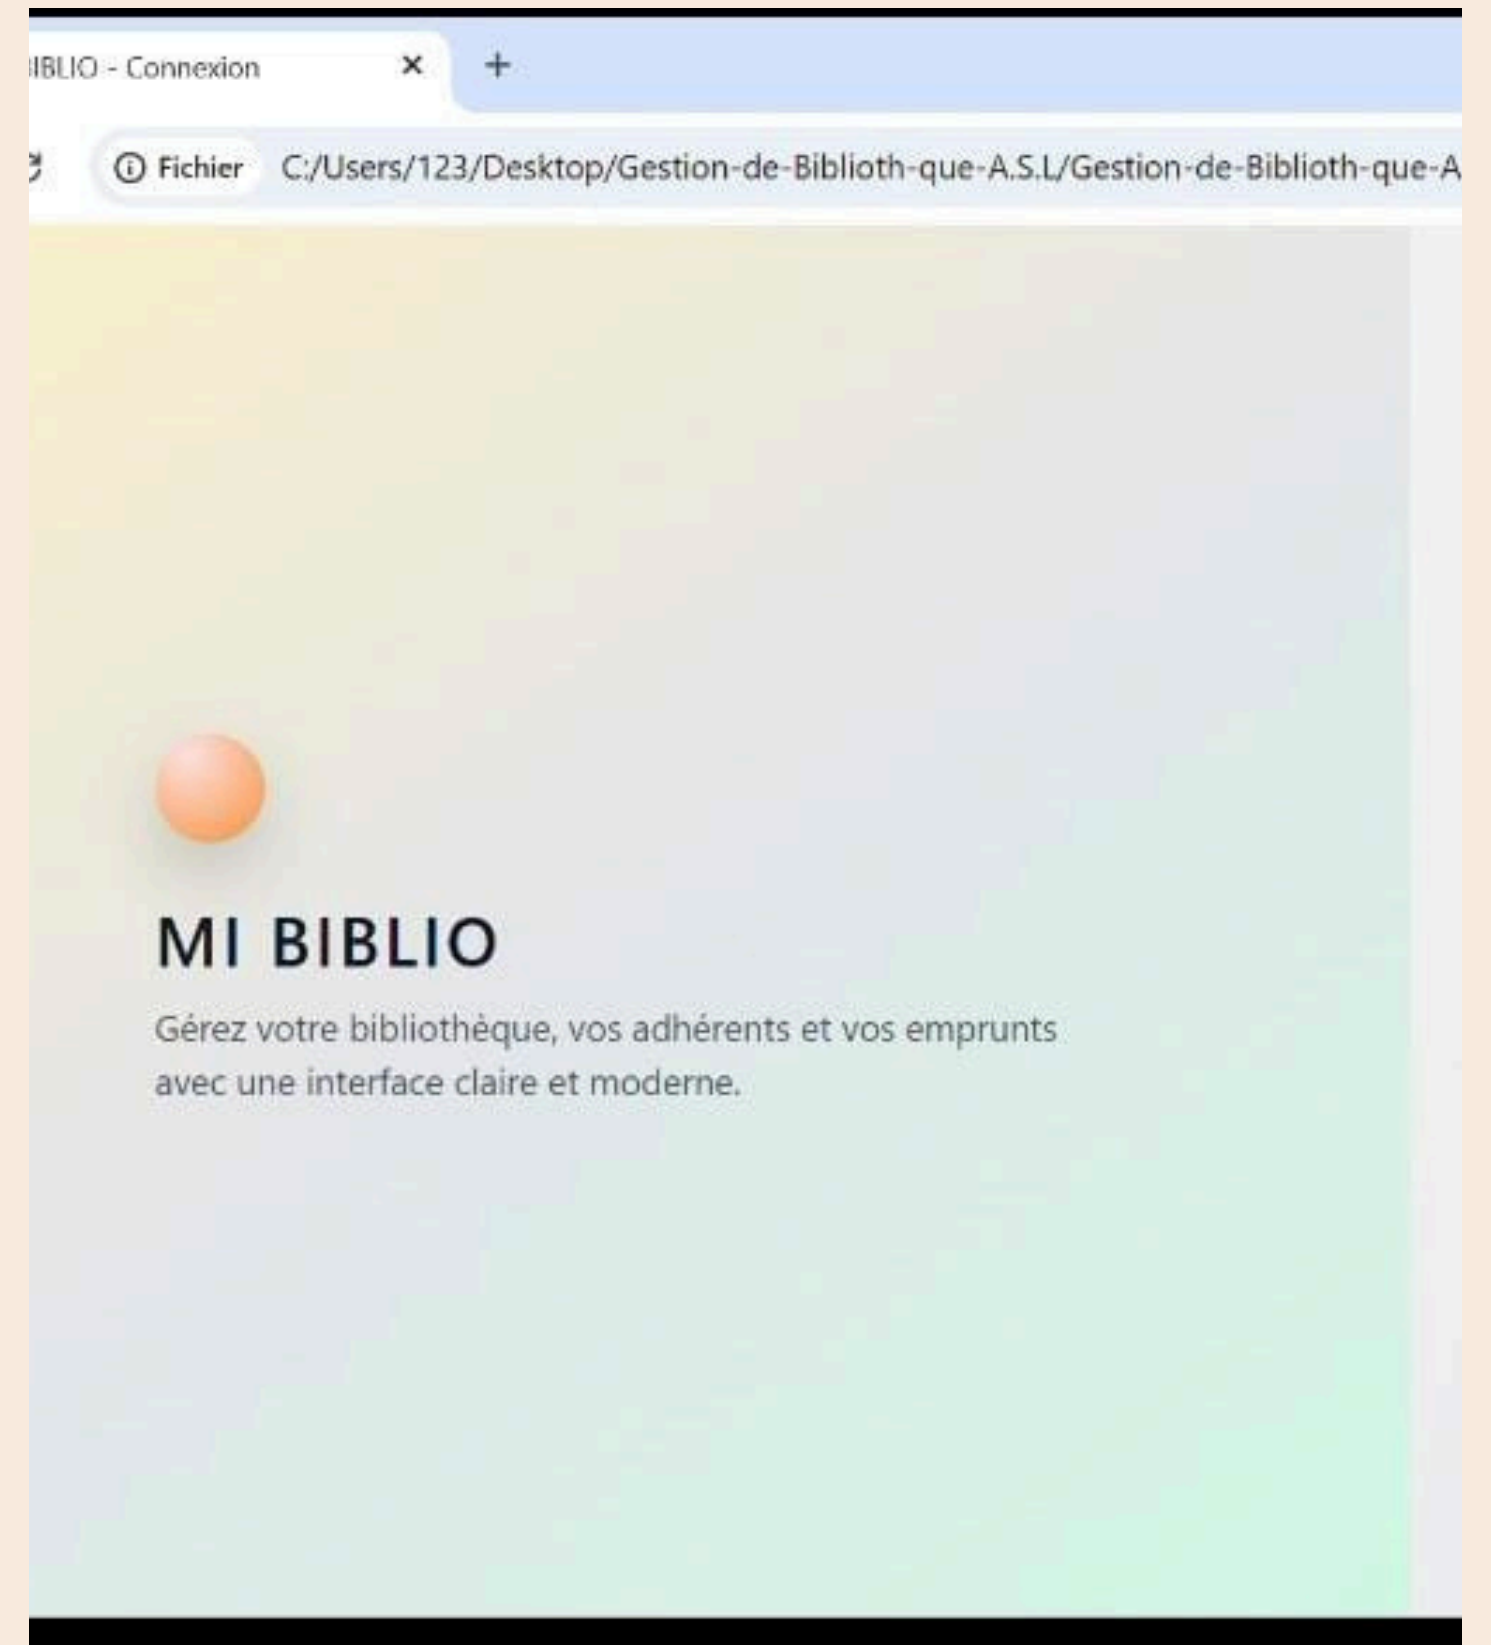 IBLIO - Connexion
Fichier C:/Users/123/Desktop/Gestion-de-Biblioth-que-A.S.L/Gestion-de-Biblioth-que-A
MI BIBLIO
Gérez votre bibliothèque, vos adhérents et vos emprunts
avec une interface claire et moderne.